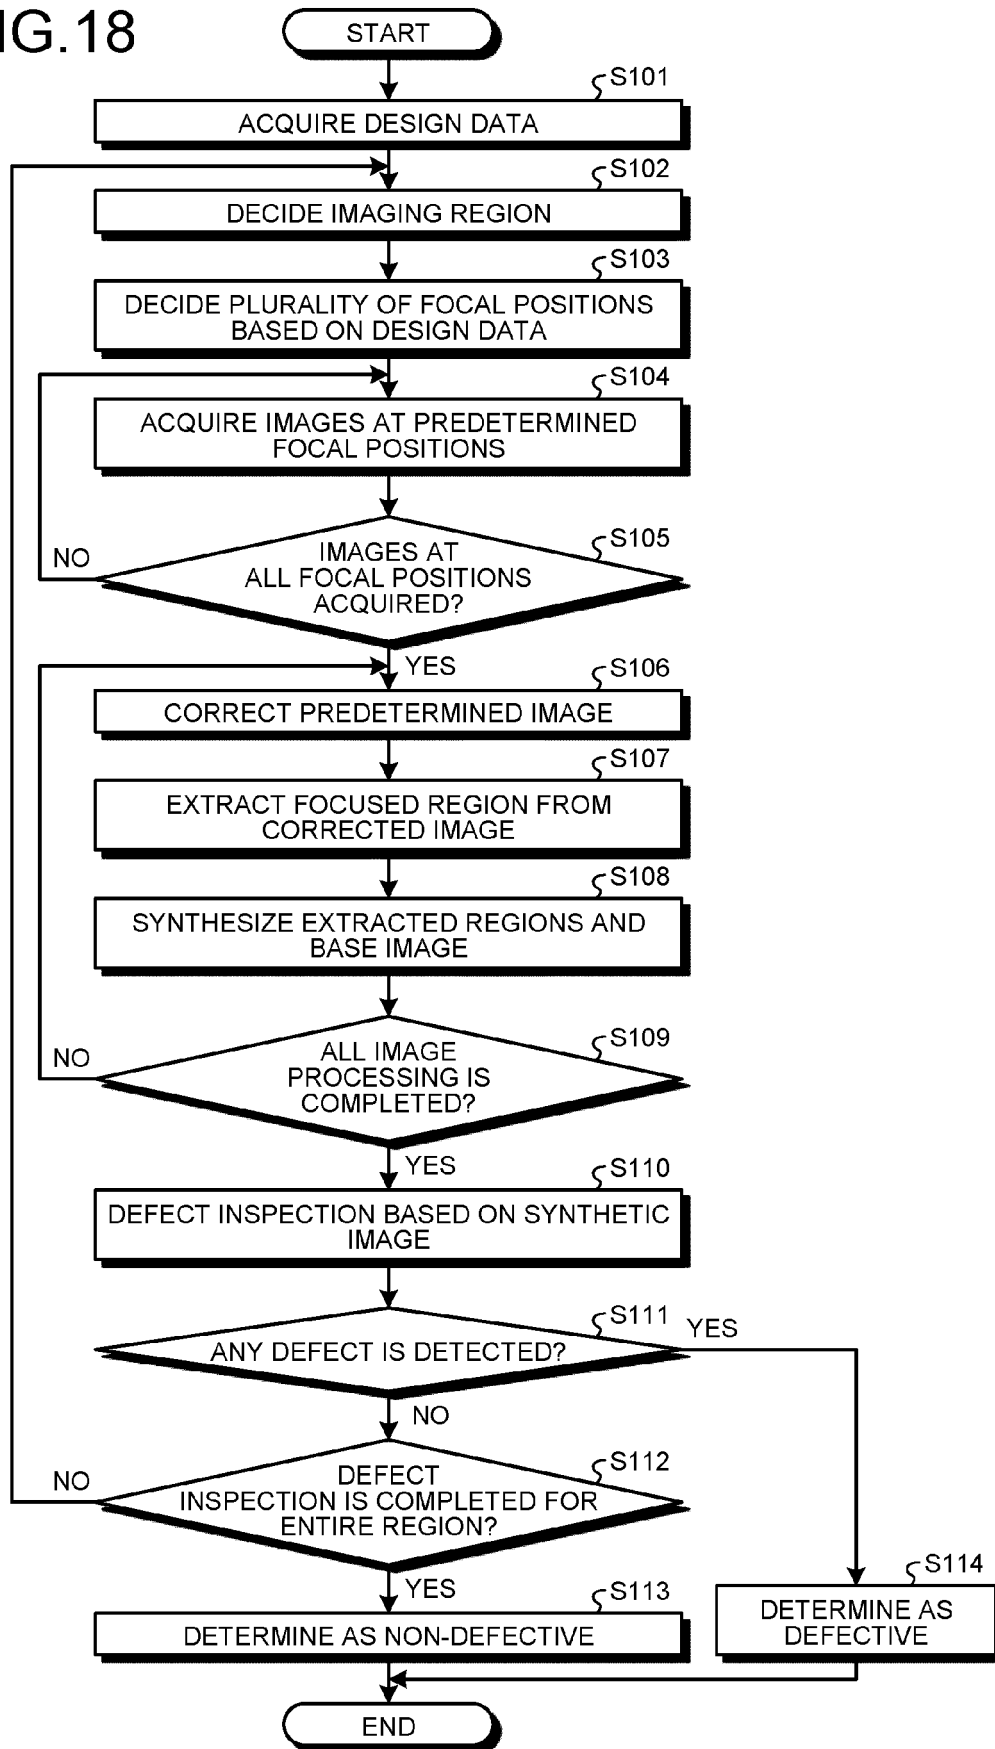 IG.18
START
S101
ACQUIRE DESIGN DATA
S102
DECIDE IMAGING REGION
S103
DECIDE PLURALITY OF FOCAL POSITIONS
BASED ON DESIGN DATA
S104
ACQUIRE IMAGES AT PREDETERMINED
FOCAL POSITIONS
S105
NO
IMAGES AT
ALL FOCAL POSITIONS
ACQUIRED?
YES
S106
CORRECT PREDETERMINED IMAGE
S107
EXTRACT FOCUSED REGION FROM
CORRECTED IMAGE
S108
SYNTHESIZE EXTRACTED REGIONS AND
BASE IMAGE
S109
NO
ALL IMAGE
PROCESSING IS
COMPLETED?
YES
S110
DEFECT INSPECTION BASED ON SYNTHETIC
IMAGE
S111
YES
ANY DEFECT IS DETECTED?
NO
S112
NO
DEFECT
INSPECTION IS COMPLETED FOR
ENTIRE REGION?
YES
S113
DETERMINE AS NON-DEFECTIVE
S114
DETERMINE AS
DEFECTIVE
END